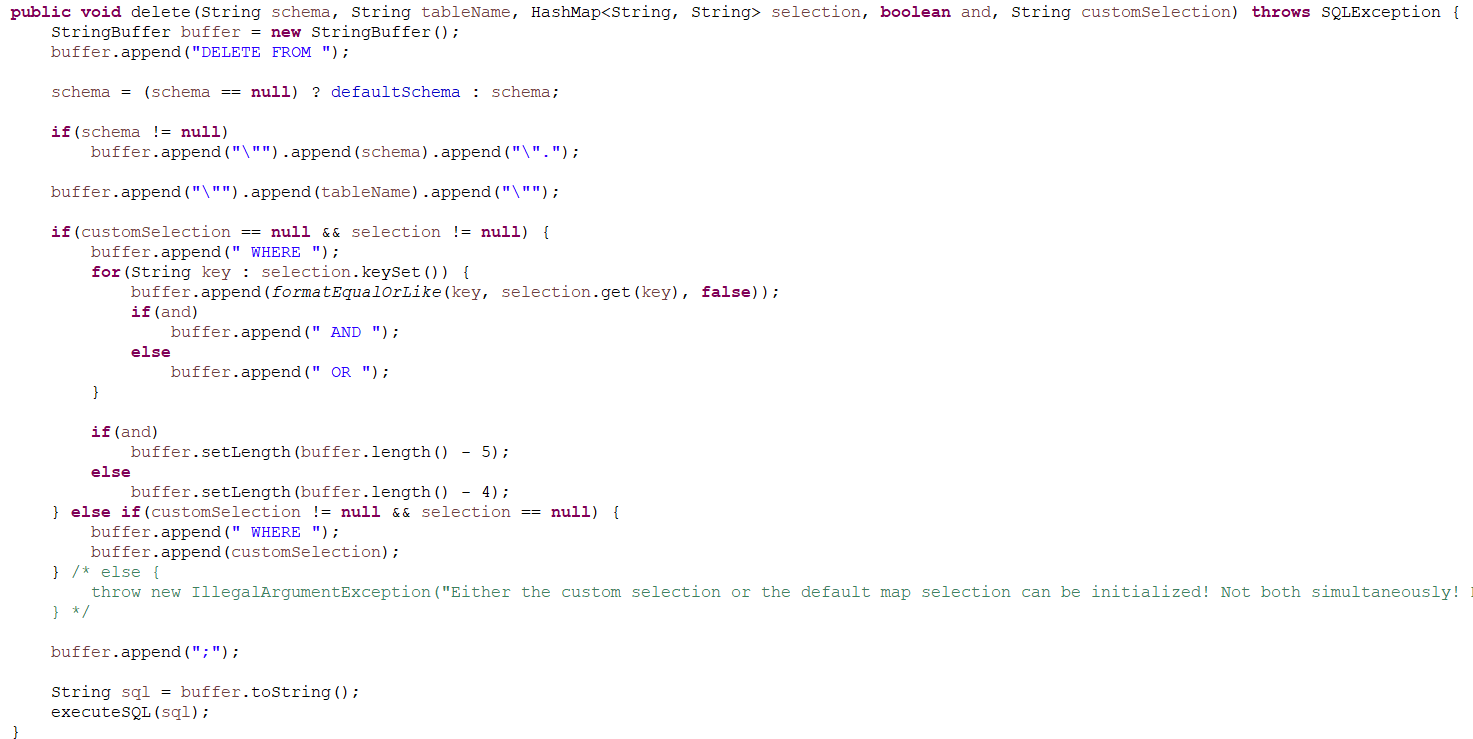 public void delete(String schema, String tableName, HashMap<String, String> selection, boolean and, String customSelection) throws SQLException {
    StringBuffer buffer = new StringBuffer();
    buffer.append("DELETE FROM ");

    schema = (schema == null) ? defaultSchema : schema;

    if(schema != null)
        buffer.append("\"").append(schema).append("\".");

    buffer.append("\"").append(tableName).append("\"");

    if(customSelection == null && selection != null) {
        buffer.append(" WHERE ");
        for(String key : selection.keySet()) {
            buffer.append(formatEqualOrLike(key, selection.get(key), false));
            if(and)
                buffer.append(" AND ");
            else
                buffer.append(" OR ");
        }

        if(and)
            buffer.setLength(buffer.length() - 5);
        else
            buffer.setLength(buffer.length() - 4);
    } else if(customSelection != null && selection == null) {
        buffer.append(" WHERE ");
        buffer.append(customSelection);
    } /* else {
        throw new IllegalArgumentException("Either the custom selection or the default map selection can be initialized! Not both simultaneously!
    } */

    buffer.append(";");

    String sql = buffer.toString();
    executeSQL(sql);
}